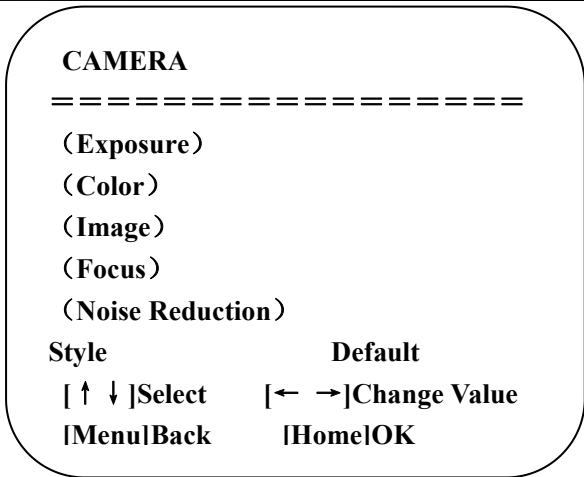 CAMERA
==================
（Exposure）
（Color）
（Image）
（Focus）
（Noise Reduction）
Style Default
[↑ ↓]Select [← →]Change Value
[Menu]Back [Home]OK